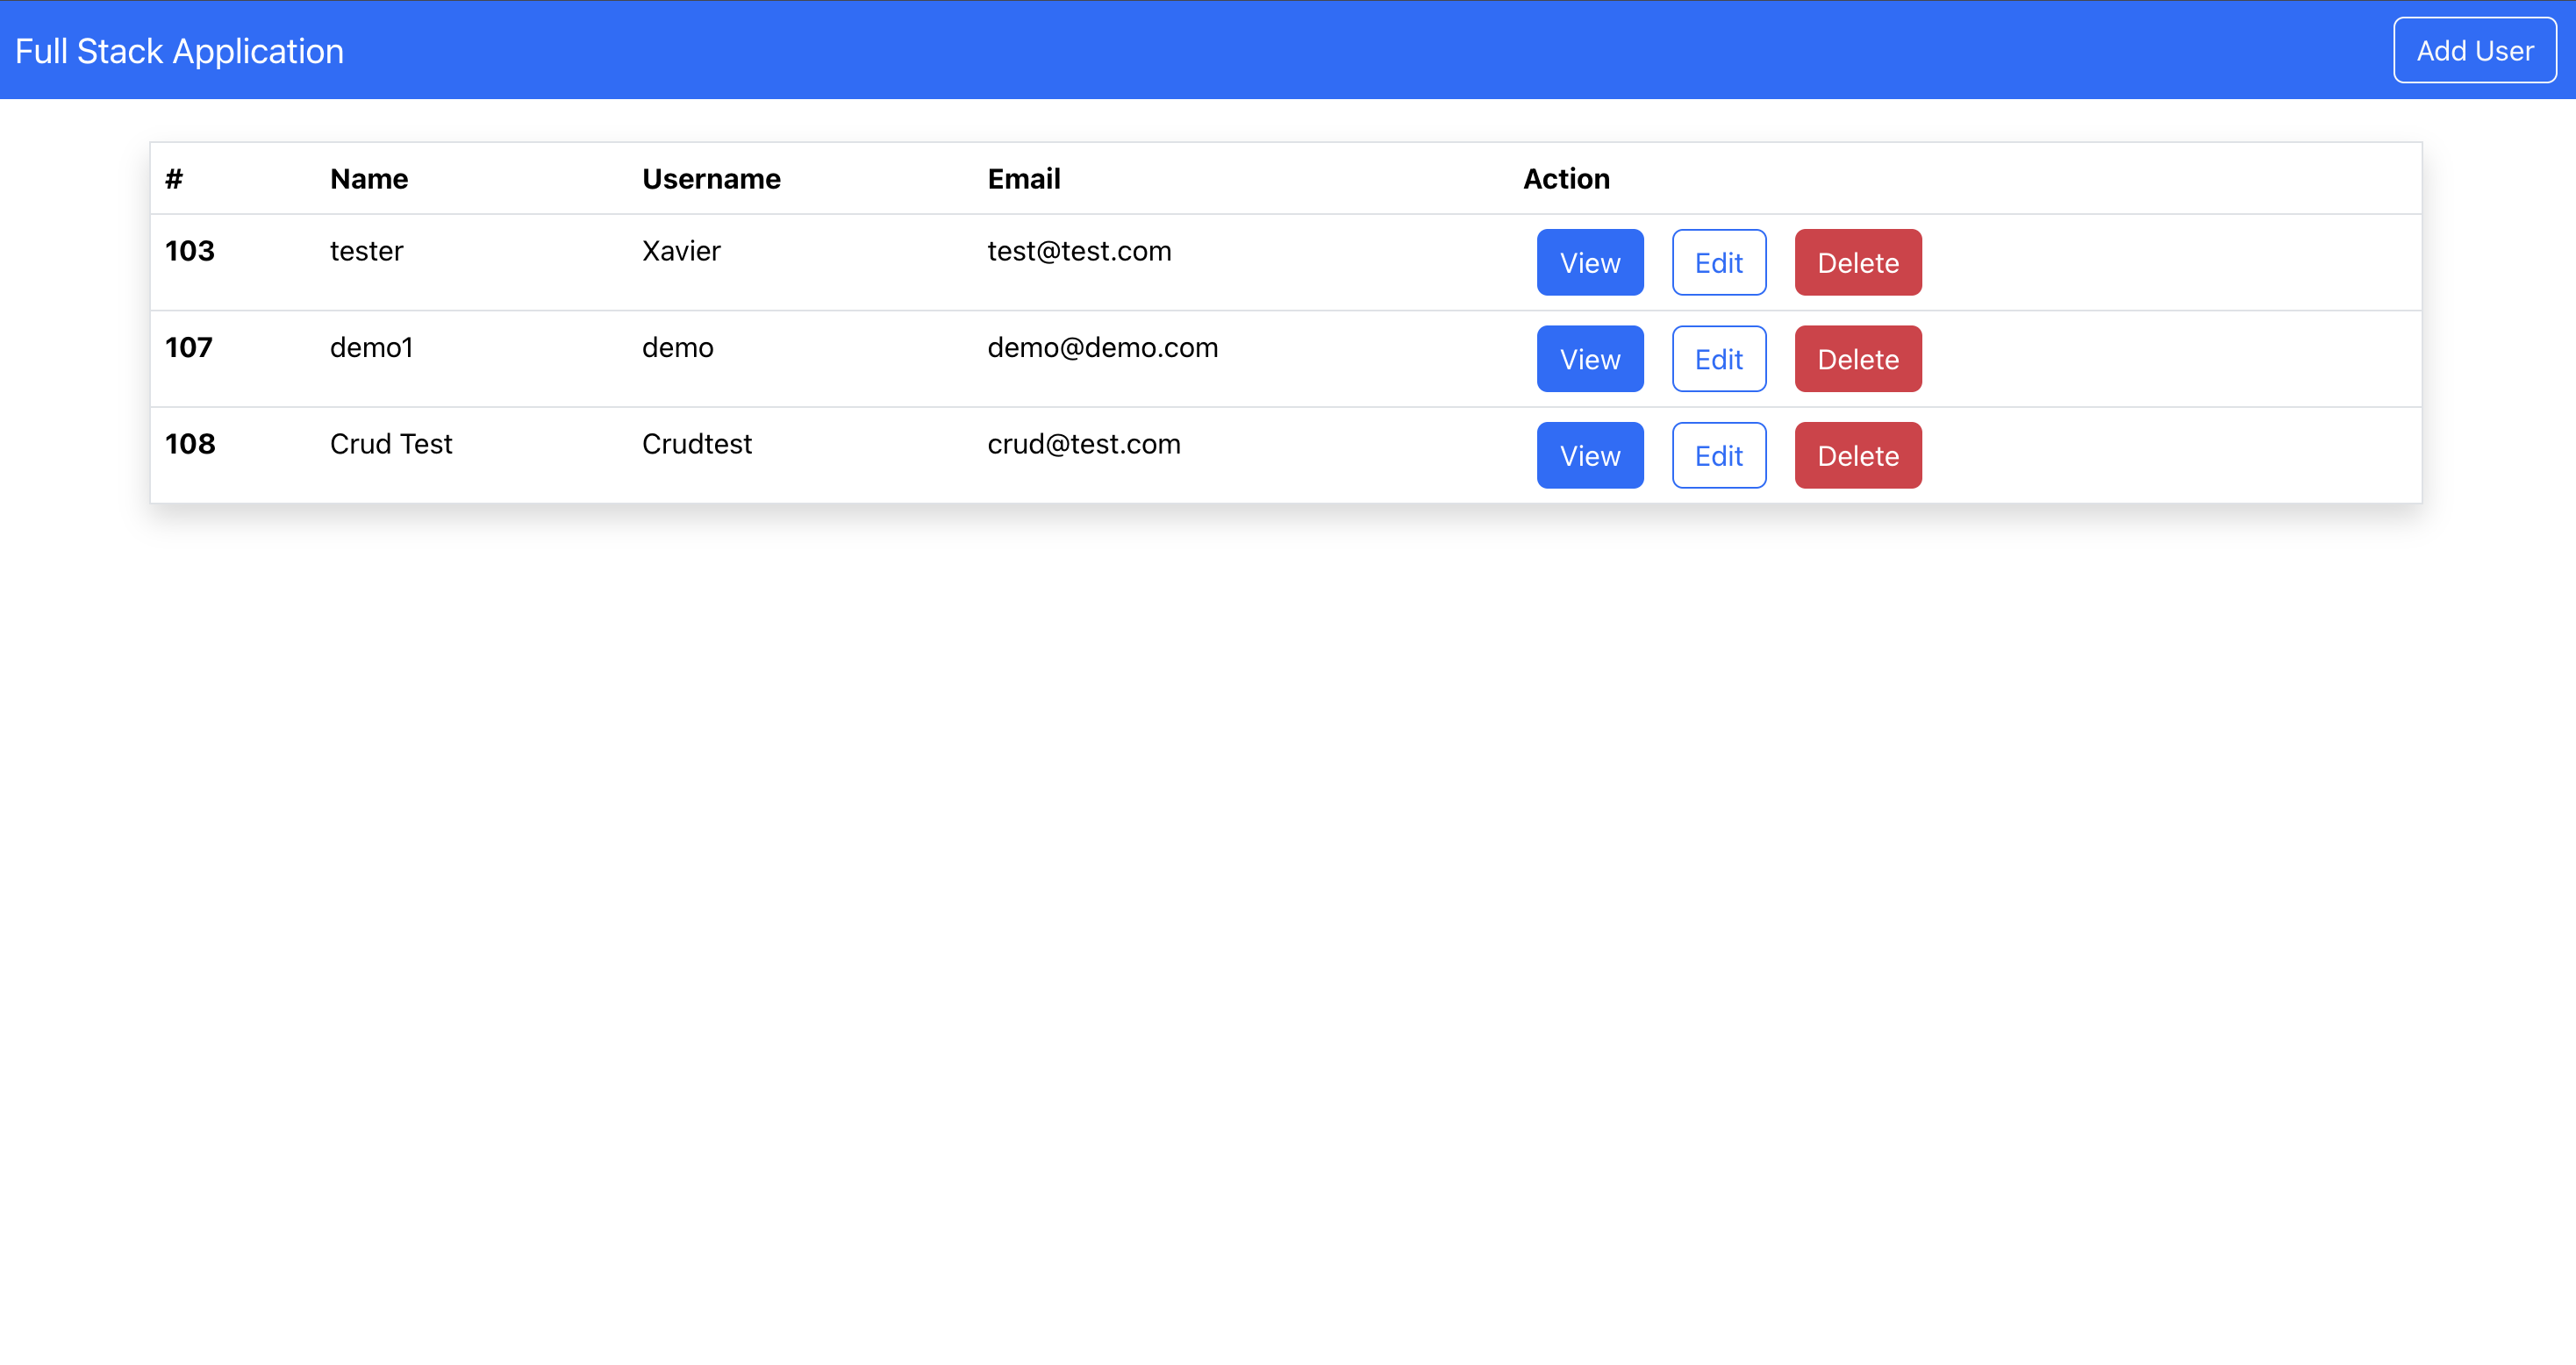 Full Stack Application Add User
# Name Username Email Action
103 tester Xavier test@test.com View Edit Delete
107 demo1 demo demo@demo.com View Edit Delete
108 Crud Test Crudtest crud@test.com View Edit Delete